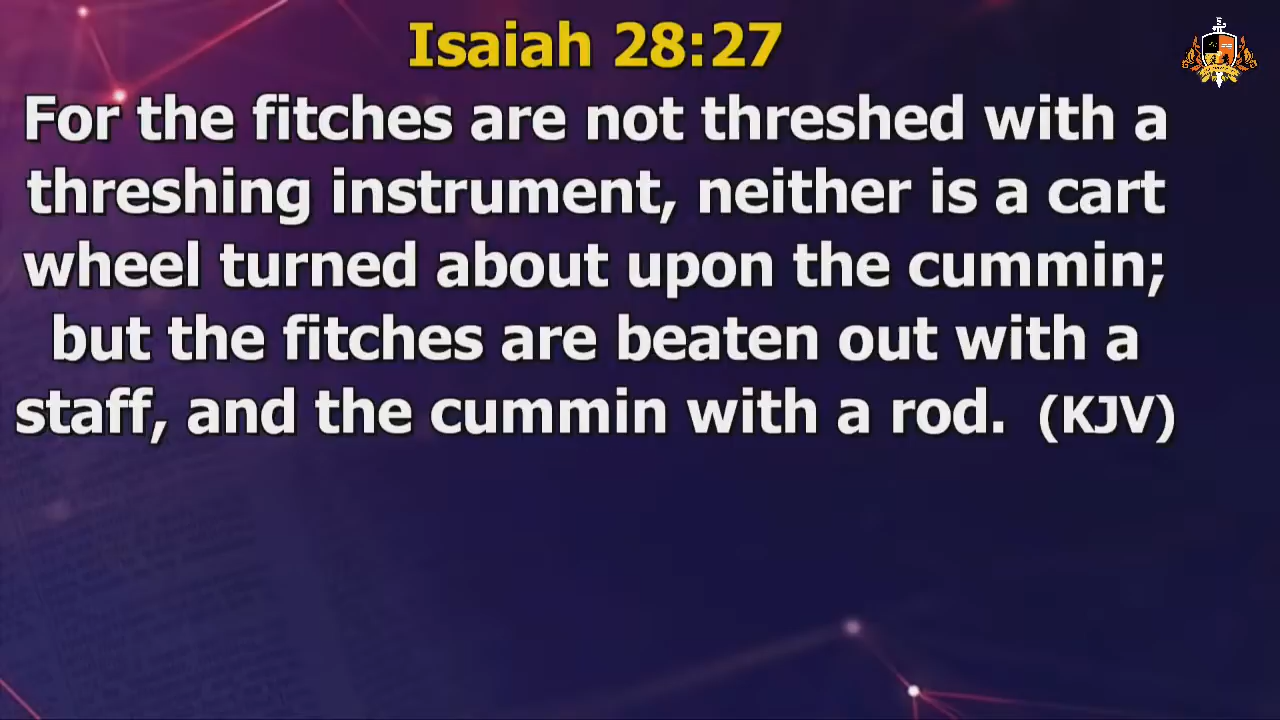 Isaiah 28:27
For the fitches are not threshed with a
threshing instrument, neither is a cart
wheel turned about upon the cummin;
but the fitches are beaten out with a
staff, and the cummin with a rod. (KJV)